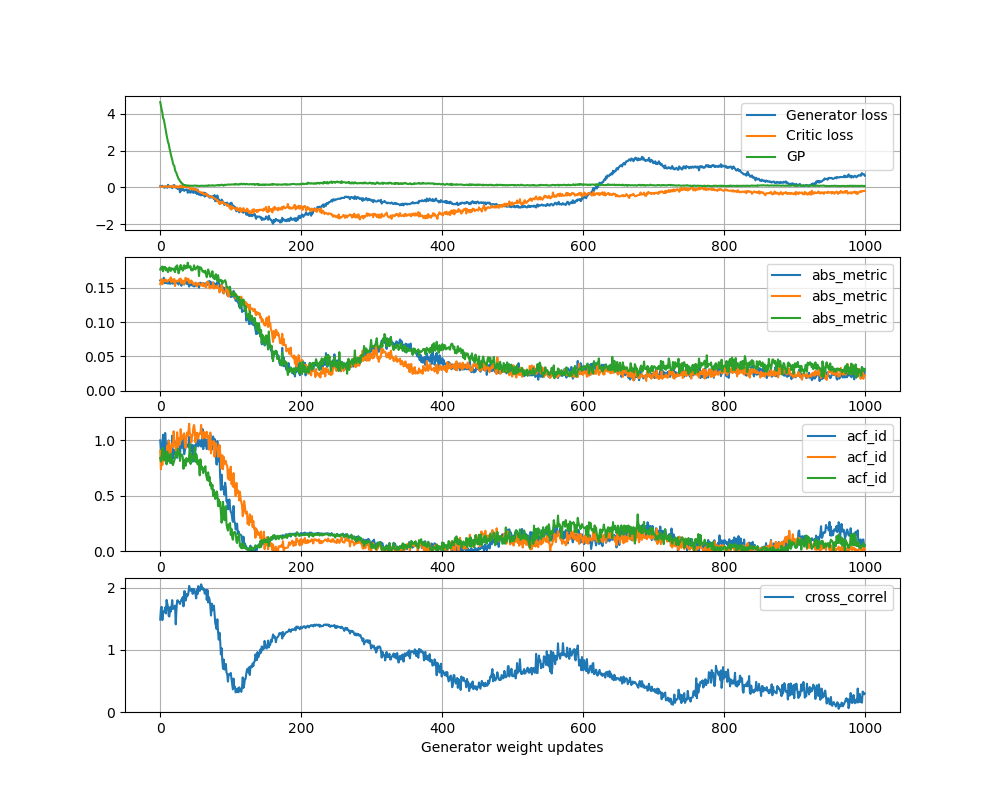 4
2
0
−2
Generator loss
Critic loss
GP
0 200 400 600 800 1000
0.15
0.10
0.05
0.00
abs_metric
abs_metric
abs_metric
0 200 400 600 800 1000
1.0
0.5
0.0
acf_id
acf_id
acf_id
0 200 400 600 800 1000
2
1
0
cross_correl
0 200 400 600 800 1000
Generator weight updates